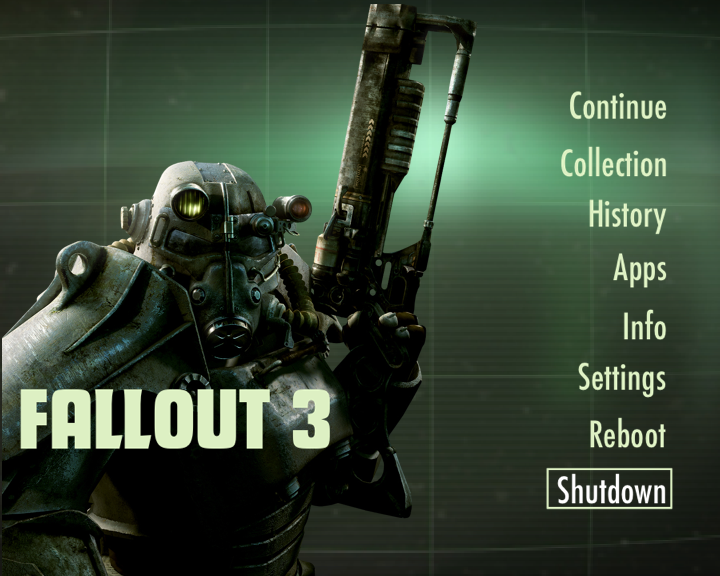 Continue
Collection
History
Apps
Info
Settings
FALLOUT 3
Reboot
Shutdown